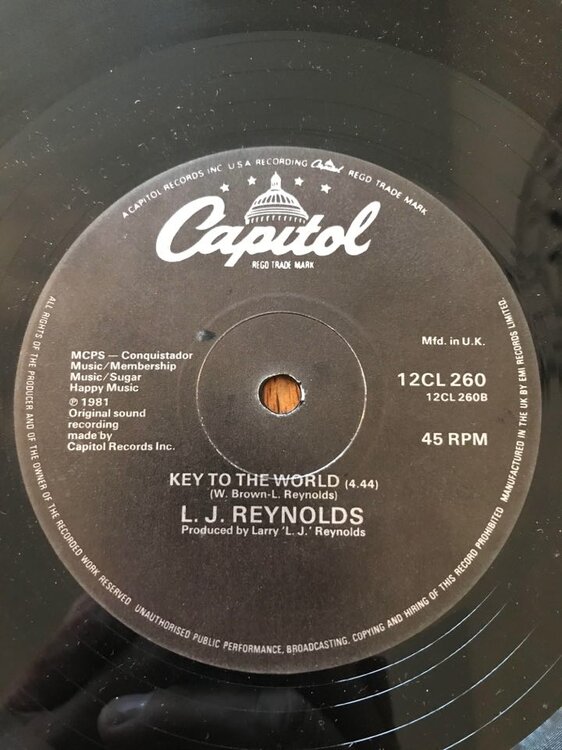 A CAPITOL RECORDS INC U.S.A RECORDING Capitol REGD TRADE MARK
Capitol
REGD TRADE MARK
Mfd. in U.K.
12CL 260
12CL 260B
45 RPM
MCPS — Conquistador
Music/Membership
Music/Sugar
Happy Music
℗ 1981
Original sound
recording
made by
Capitol Records Inc.
KEY TO THE WORLD (4.44)
(W. Brown-L. Reynolds)
L. J. REYNOLDS
Produced by Larry 'L. J.' Reynolds
ALL RIGHTS OF THE PRODUCER AND OF THE OWNER OF THE RECORDED WORK RESERVED UNAUTHORISED PUBLIC PERFORMANCE, BROADCASTING, COPYING AND HIRING OF THIS RECORD PROHIBITED MANUFACTURED IN THE UK BY EMI RECORDS LIMITED.